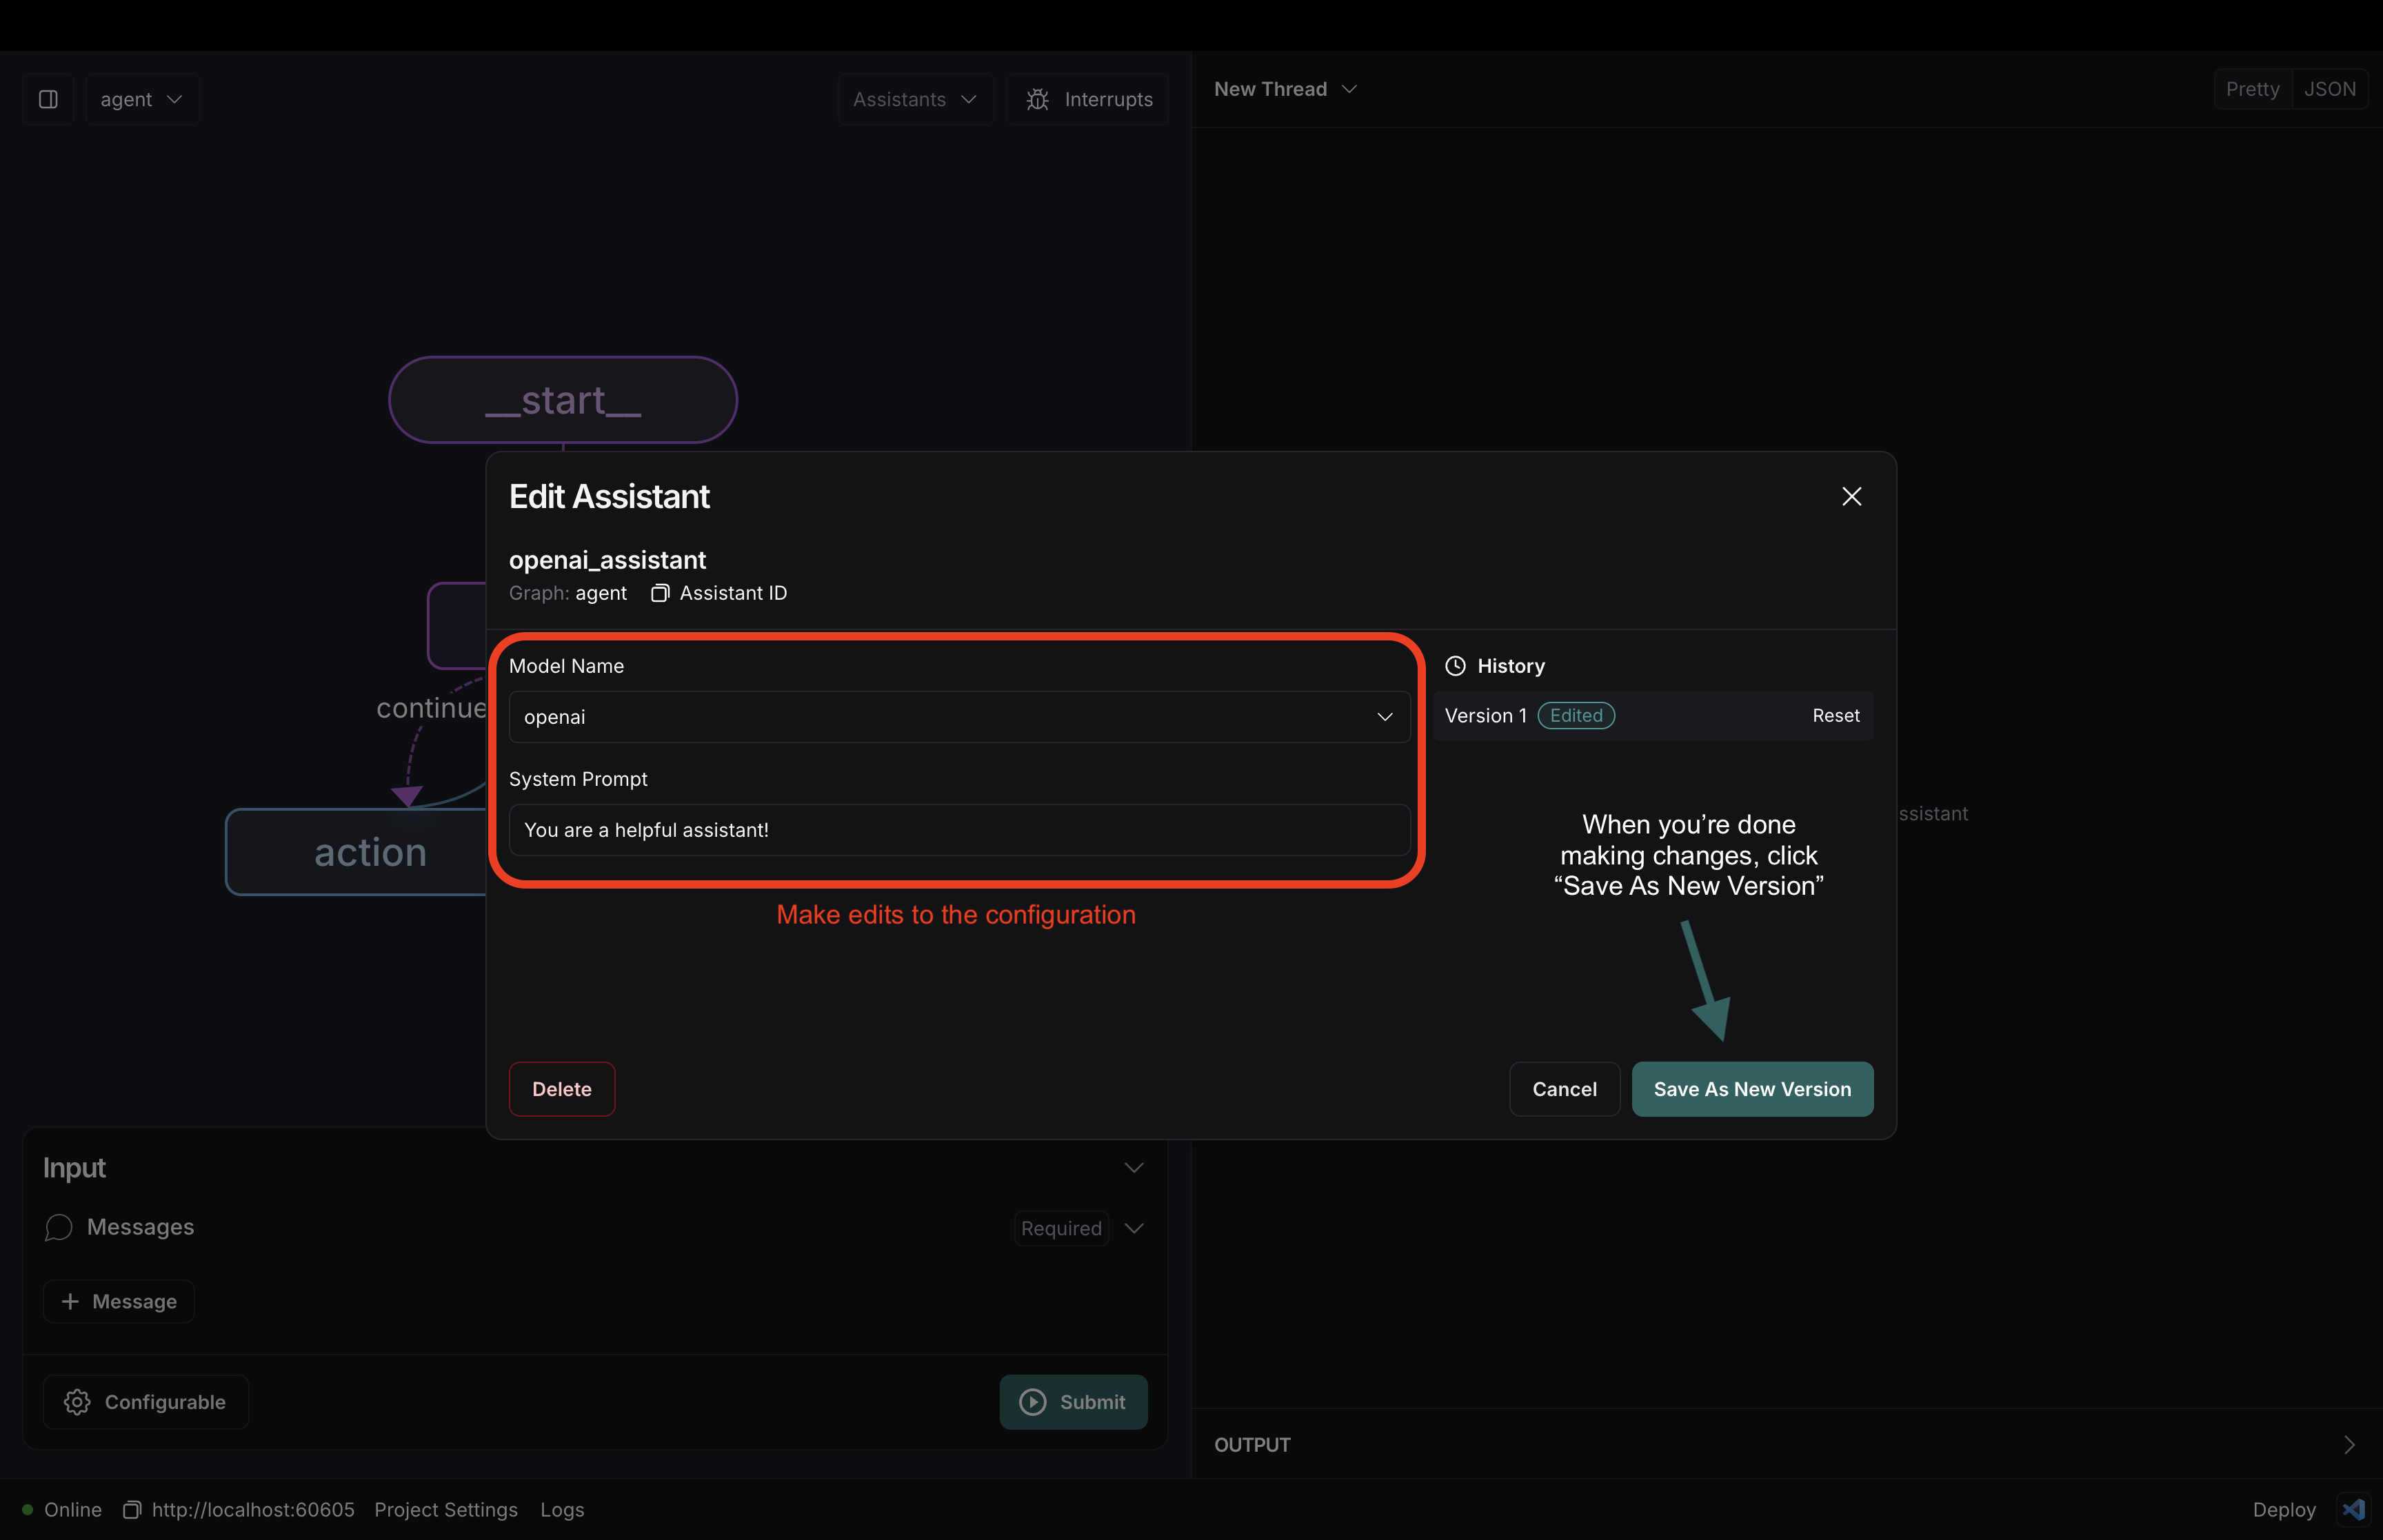 agent
Assistants
Interrupts
New Thread
Pretty
JSON
__start__
Edit Assistant
openai_assistant
Graph: agent
Assistant ID
Model Name
openai
System Prompt
You are a helpful assistant!
Make edits to the configuration
History
Version 1
Edited
Reset
When you’re done
making changes, click
“Save As New Version”
Delete
Cancel
Save As New Version
continue
action
ssistant
Input
Messages
Required
+ Message
Configurable
Submit
OUTPUT
Online
http://localhost:60605
Project Settings
Logs
Deploy